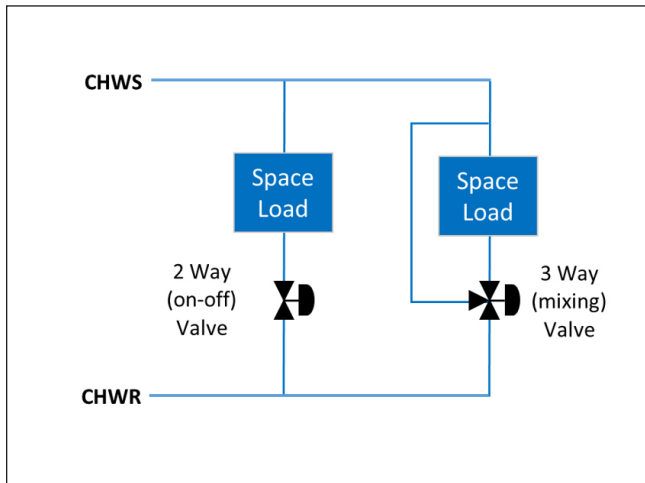 CHWS
Space
Load
Space
Load
2 Way
(on-off)
Valve
3 Way
(mixing)
Valve
CHWR